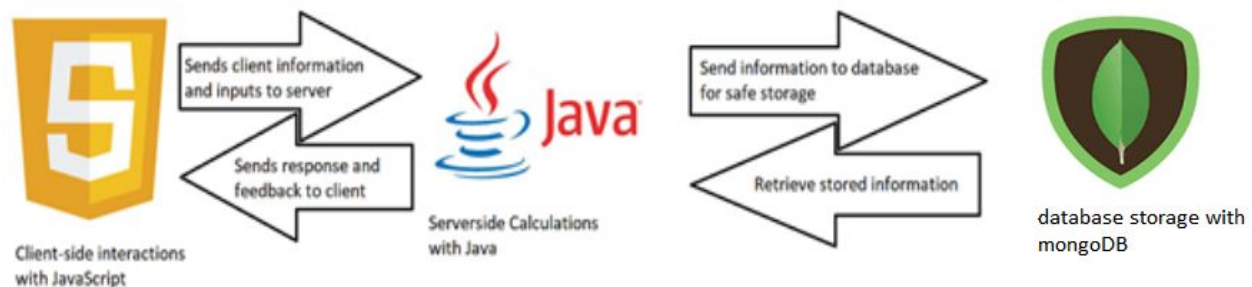 Sends client information
and inputs to server
Sends response and
feedback to client
Client-side interactions
with JavaScript
Java
Serverside Calculations
with Java
Send information to database
for safe storage
Retrieve stored information
database storage with
mongoDB